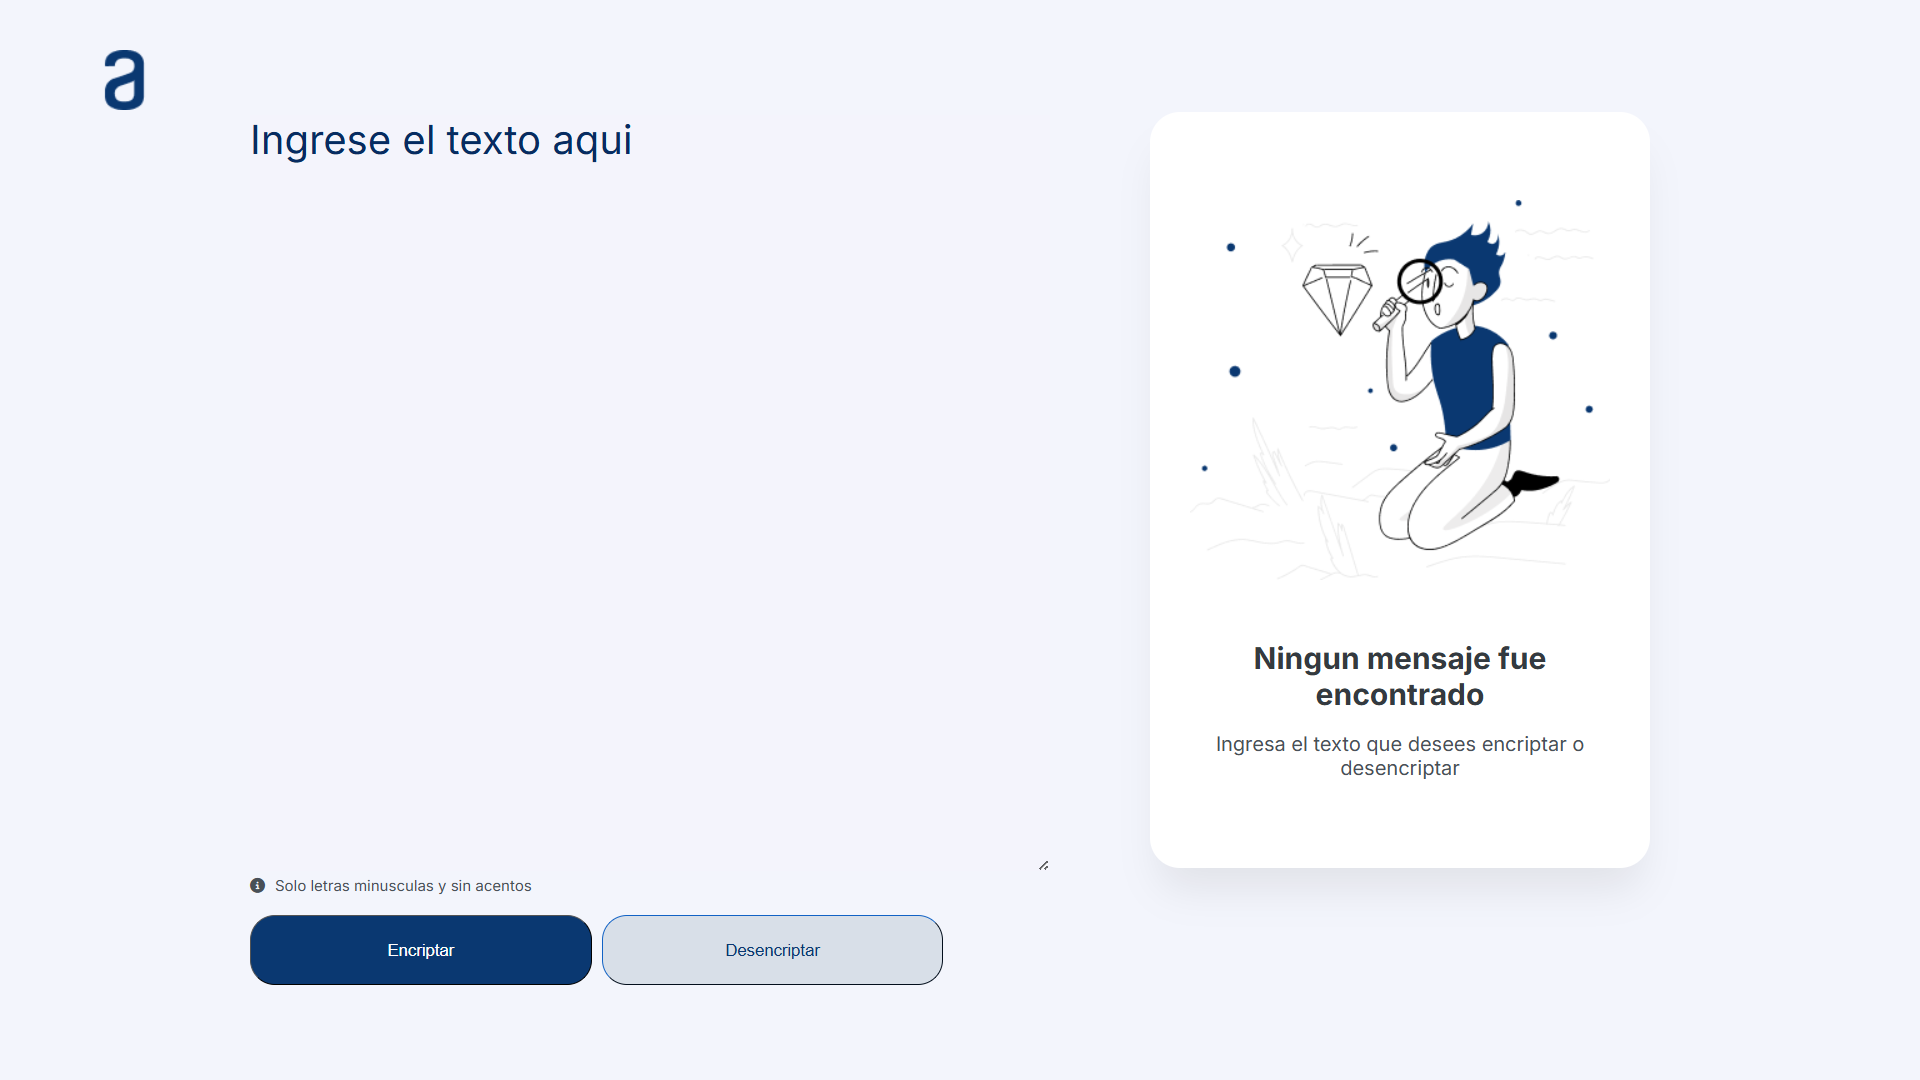 a
Ingrese el texto aqui
Ningun mensaje fue
encontrado
Ingresa el texto que desees encriptar o
desencriptar
Solo letras minusculas y sin acentos
Encriptar
Desencriptar